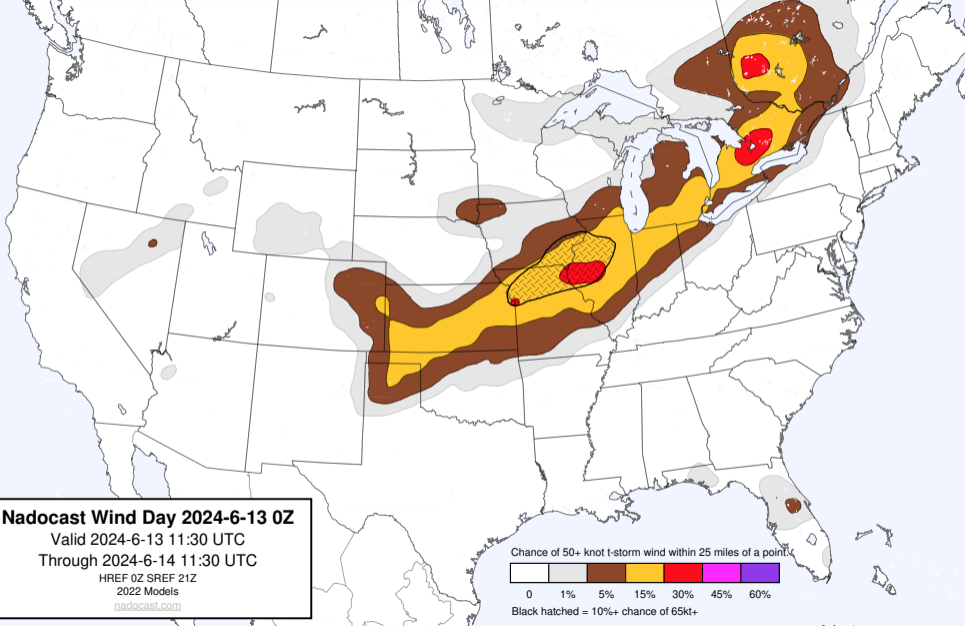 Nadocast Wind Day 2024-6-13 0Z
Valid 2024-6-13 11:30 UTC
Through 2024-6-14 11:30 UTC
HREF 0Z SREF 21Z
2022 Models
nadocast.com
Chance of 50+ knot t-storm wind within 25 miles of a point.
0 1% 5% 15% 30% 45% 60%
Black hatched = 10%+ chance of 65kt+